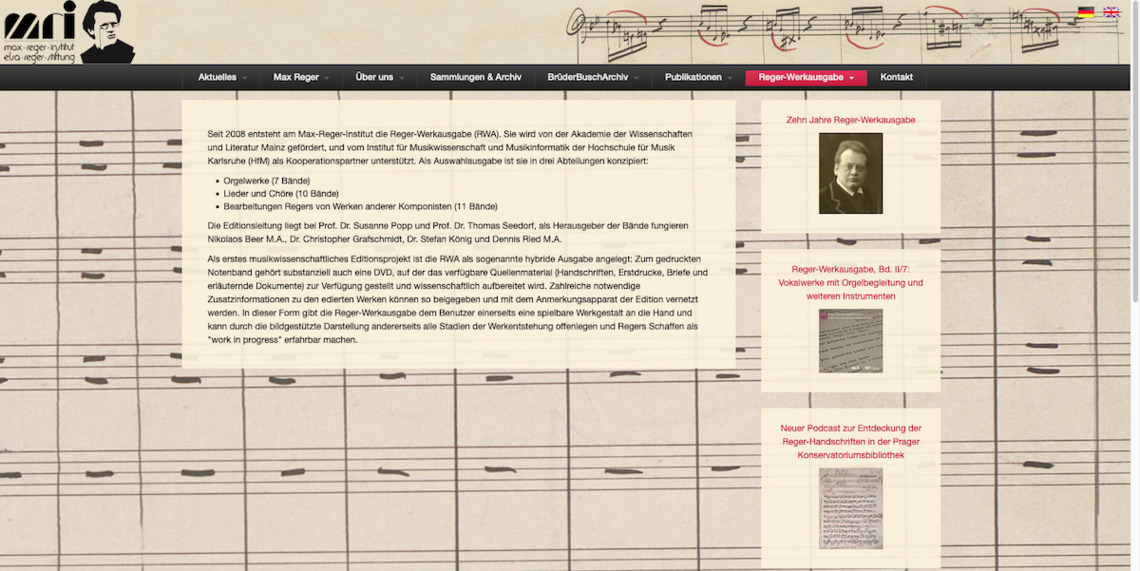 mri
max·reger·institut
elsa·reger·stiftung
Aktuelles
Max Reger
Über uns
Sammlungen & Archiv
BrüderBuschArchiv
Publikationen
Reger-Werkausgabe
Kontakt
Seit 2008 entsteht am Max-Reger-Institut die Reger-Werkausgabe (RWA). Sie wird von der Akademie der Wissenschaften
und Literatur Mainz gefördert, und vom Institut für Musikwissenschaft und Musikinformatik der Hochschule für Musik
Karlsruhe (HfM) als Kooperationspartner unterstützt. Als Auswahlausgabe ist sie in drei Abteilungen konzipiert:
• Orgelwerke (7 Bände)
• Lieder und Chöre (10 Bände)
• Bearbeitungen Regers von Werken anderer Komponisten (11 Bände)
Die Editionsleitung liegt bei Prof. Dr. Susanne Popp und Prof. Dr. Thomas Seedorf, als Herausgeber der Bände fungieren
Nikolaos Beer M.A., Dr. Christopher Grafschmidt, Dr. Stefan König und Dennis Ried M.A.
Als erstes musikwissenschaftliches Editionsprojekt ist die RWA als sogenannte hybride Ausgabe angelegt: Zum gedruckten
Notenband gehört substanziell auch eine DVD, auf der das verfügbare Quellenmaterial (Handschriften, Erstdrucke, Briefe und
erläuternde Dokumente) zur Verfügung gestellt und wissenschaftlich aufbereitet wird. Zahlreiche notwendige
Zusatzinformationen zu den edierten Werken können so beigegeben und mit dem Anmerkungsapparat der Edition vernetzt
werden. In dieser Form gibt die Reger-Werkausgabe dem Benutzer einerseits eine spielbare Werkgestalt an die Hand und
kann durch die bildgestützte Darstellung andererseits alle Stadien der Werkentstehung offenlegen und Regers Schaffen als
"work in progress" erfahrbar machen.
Zehn Jahre Reger-Werkausgabe
Reger-Werkausgabe, Bd. II/7:
Vokalwerke mit Orgelbegleitung und
weiteren Instrumenten
Neuer Podcast zur Entdeckung der
Reger-Handschriften in der Prager
Konservatoriumsbibliothek